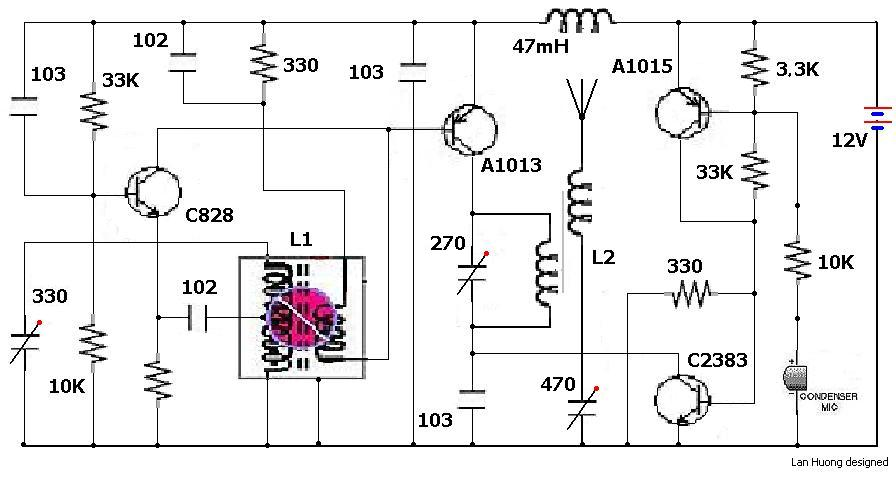 103
33K
102
330
103
47mH
A1015
3,3K
12V
A1013
33K
C828
L1
270
L2
10K
330
102
330
10K
103
470
C2383
+
-
CONDENSER
MIC
Lan Huong designed